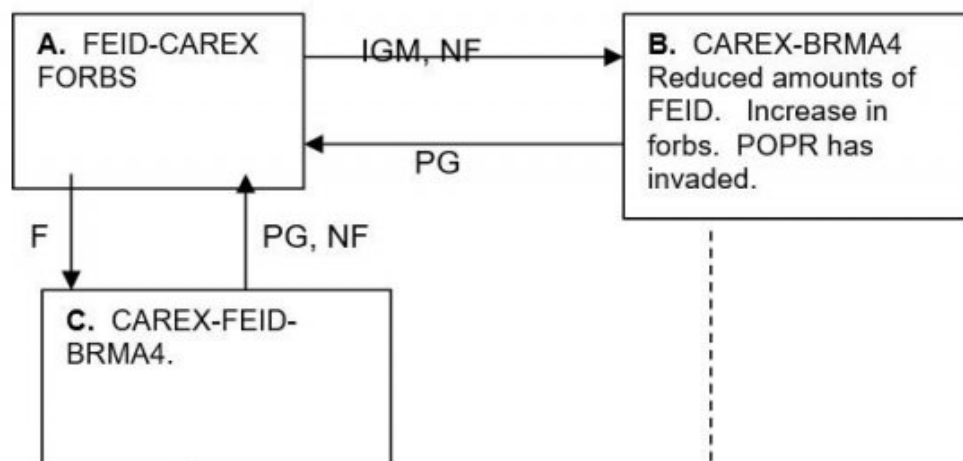 A. FEID-CAREX
FORBS
IGM, NF
B. CAREX-BRMA4
Reduced amounts of
FEID. Increase in
forbs. POPR has
invaded.
PG
F
PG, NF
C. CAREX-FEID-
BRMA4.